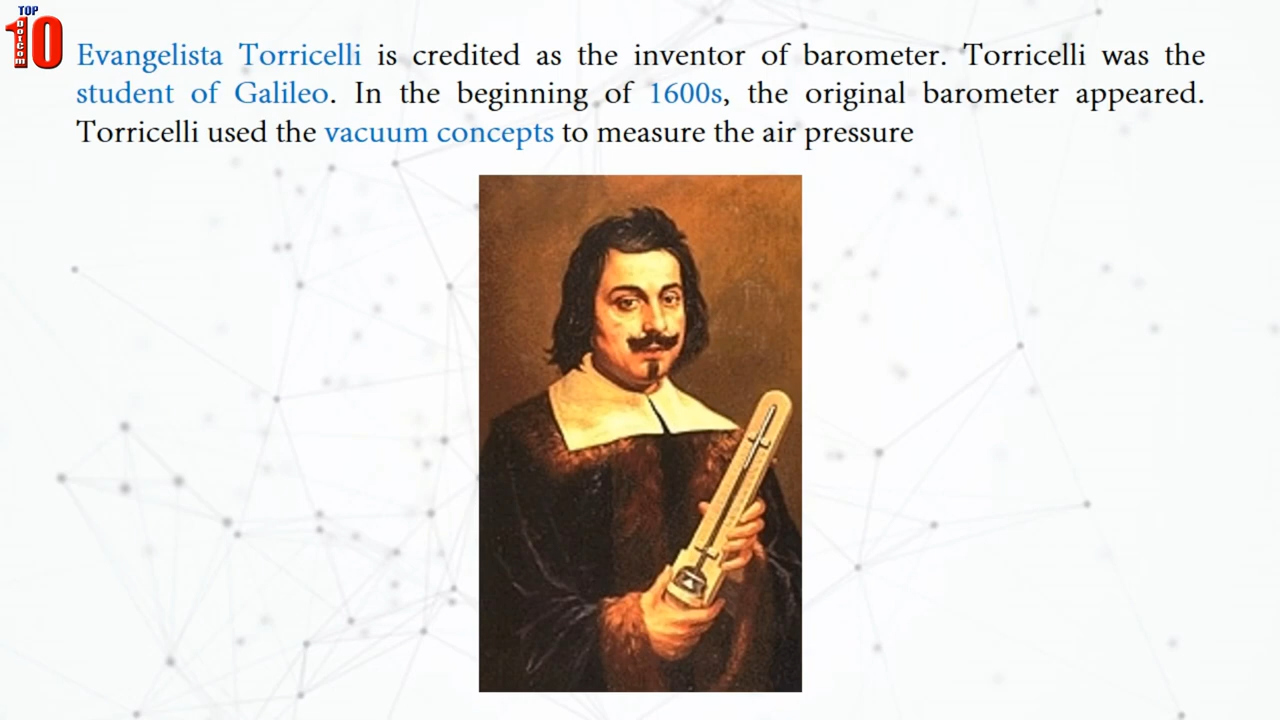 TOP
10
DOTCOM
Evangelista Torricelli is credited as the inventor of barometer. Torricelli was the
student of Galileo. In the beginning of 1600s, the original barometer appeared.
Torricelli used the vacuum concepts to measure the air pressure